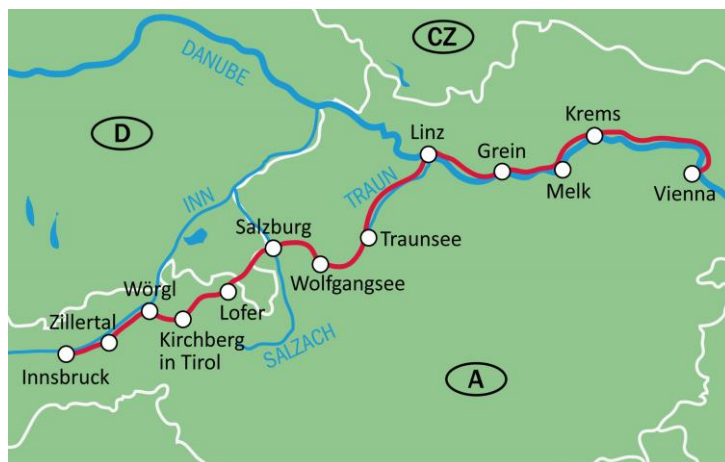 CZ
DANUBE
D
Krems
Linz
Grein
INN
TRAUN
Melk
Vienna
Salzburg
Traunsee
Wolfgangsee
Wörgl
Lofer
Zillertal
Kirchberg
in Tirol
SALZACH
Innsbruck
A